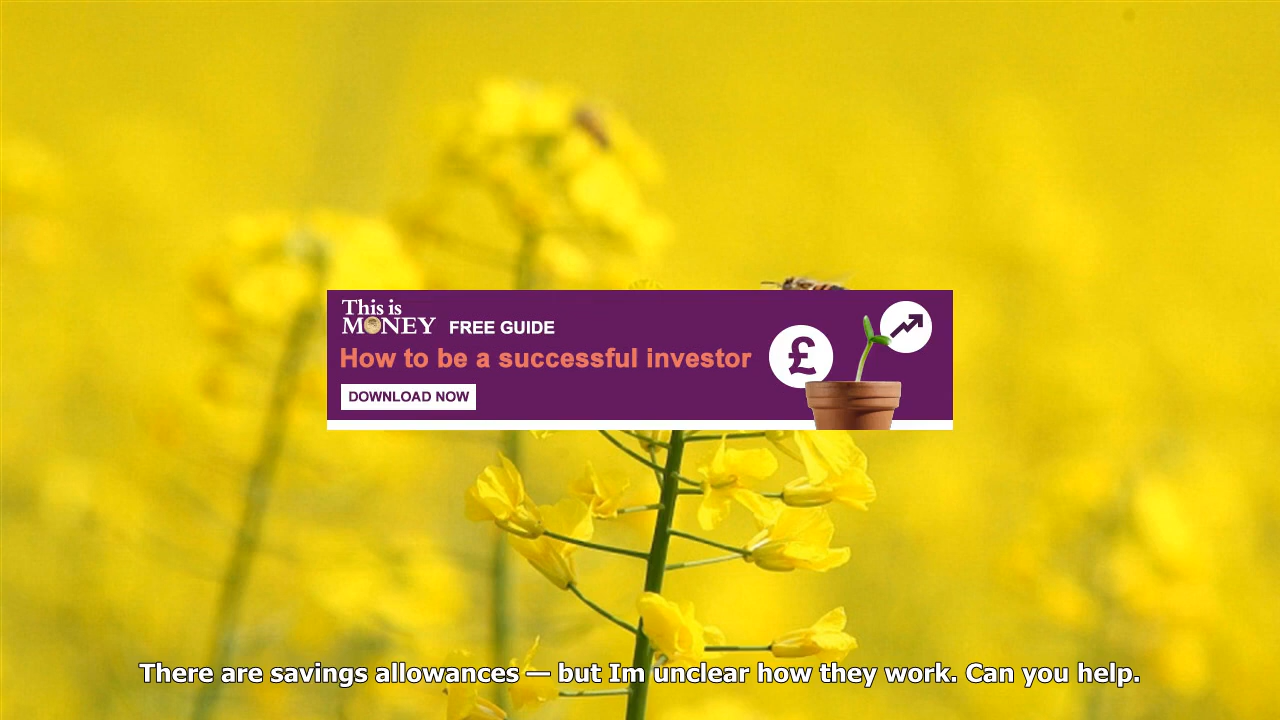 This is
MONEY FREE GUIDE
How to be a successful investor
DOWNLOAD NOW
£
There are savings allowances — but Im unclear how they work. Can you help.